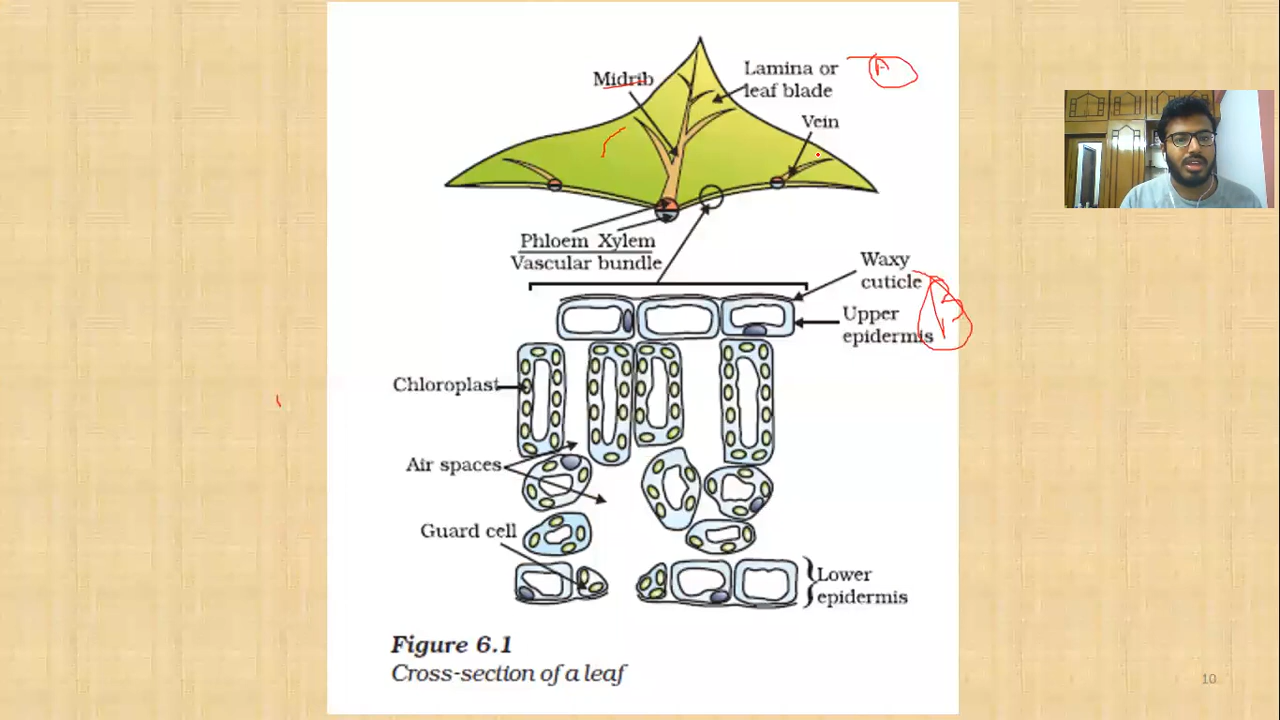 Midrib
Lamina or
leaf blade
A
Vein
Phloem Xylem
Vascular bundle
Waxy
cuticle
Upper
epidermis
B
Chloroplast
Air spaces
Guard cell
Lower
epidermis
Figure 6.1
Cross-section of a leaf
10